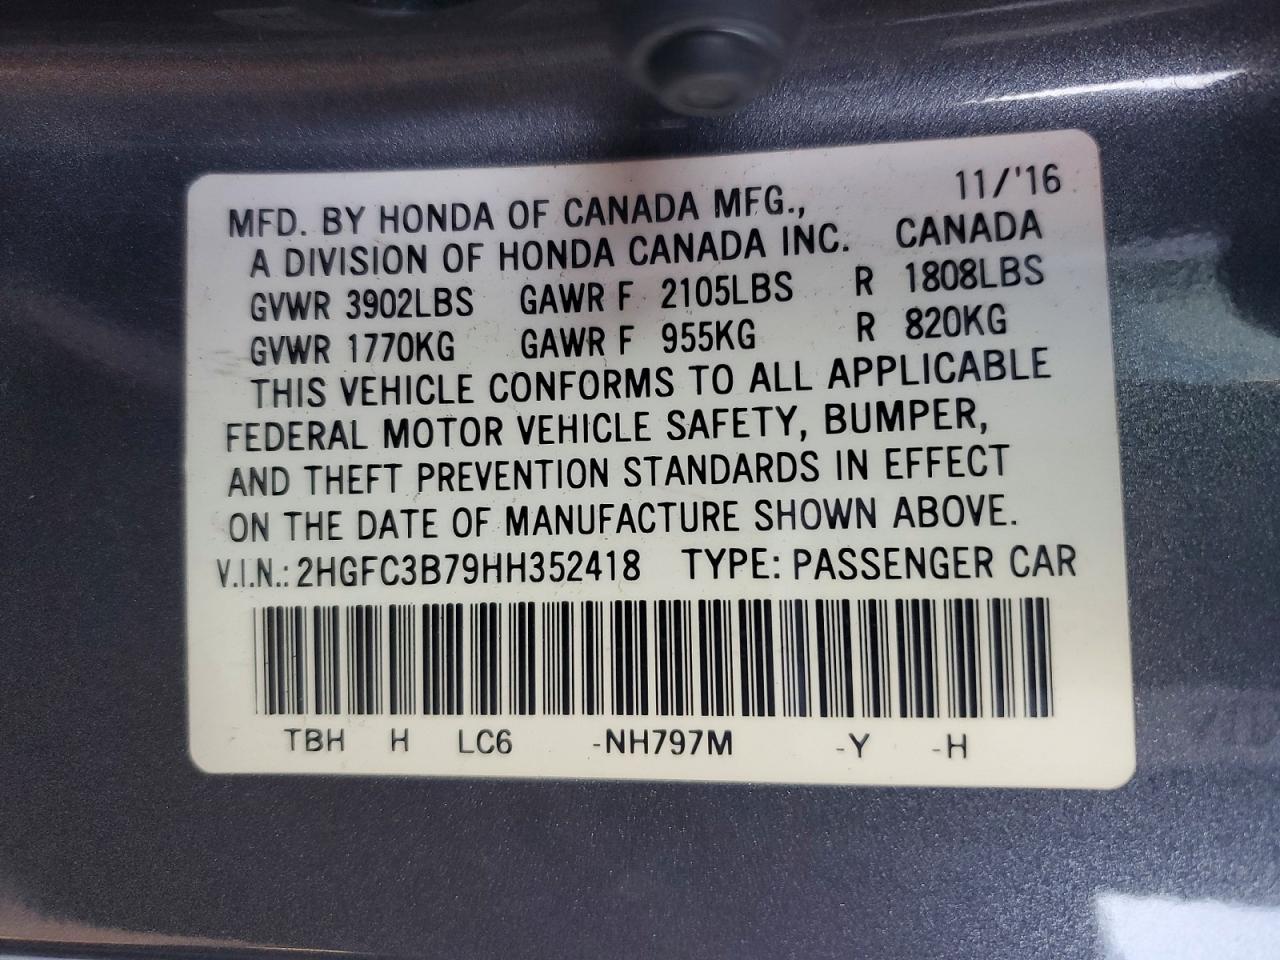 11/'16
MFD. BY HONDA OF CANADA MFG.,
A DIVISION OF HONDA CANADA INC. CANADA
GVWR 3902LBS GAWR F 2105LBS R 1808LBS
GVWR 1770KG GAWR F 955KG R 820KG
THIS VEHICLE CONFORMS TO ALL APPLICABLE
FEDERAL MOTOR VEHICLE SAFETY, BUMPER,
AND THEFT PREVENTION STANDARDS IN EFFECT
ON THE DATE OF MANUFACTURE SHOWN ABOVE.
V.I.N.: 2HGFC3B79HH352418 TYPE: PASSENGER CAR
TBH H LC6 -NH797M -Y -H